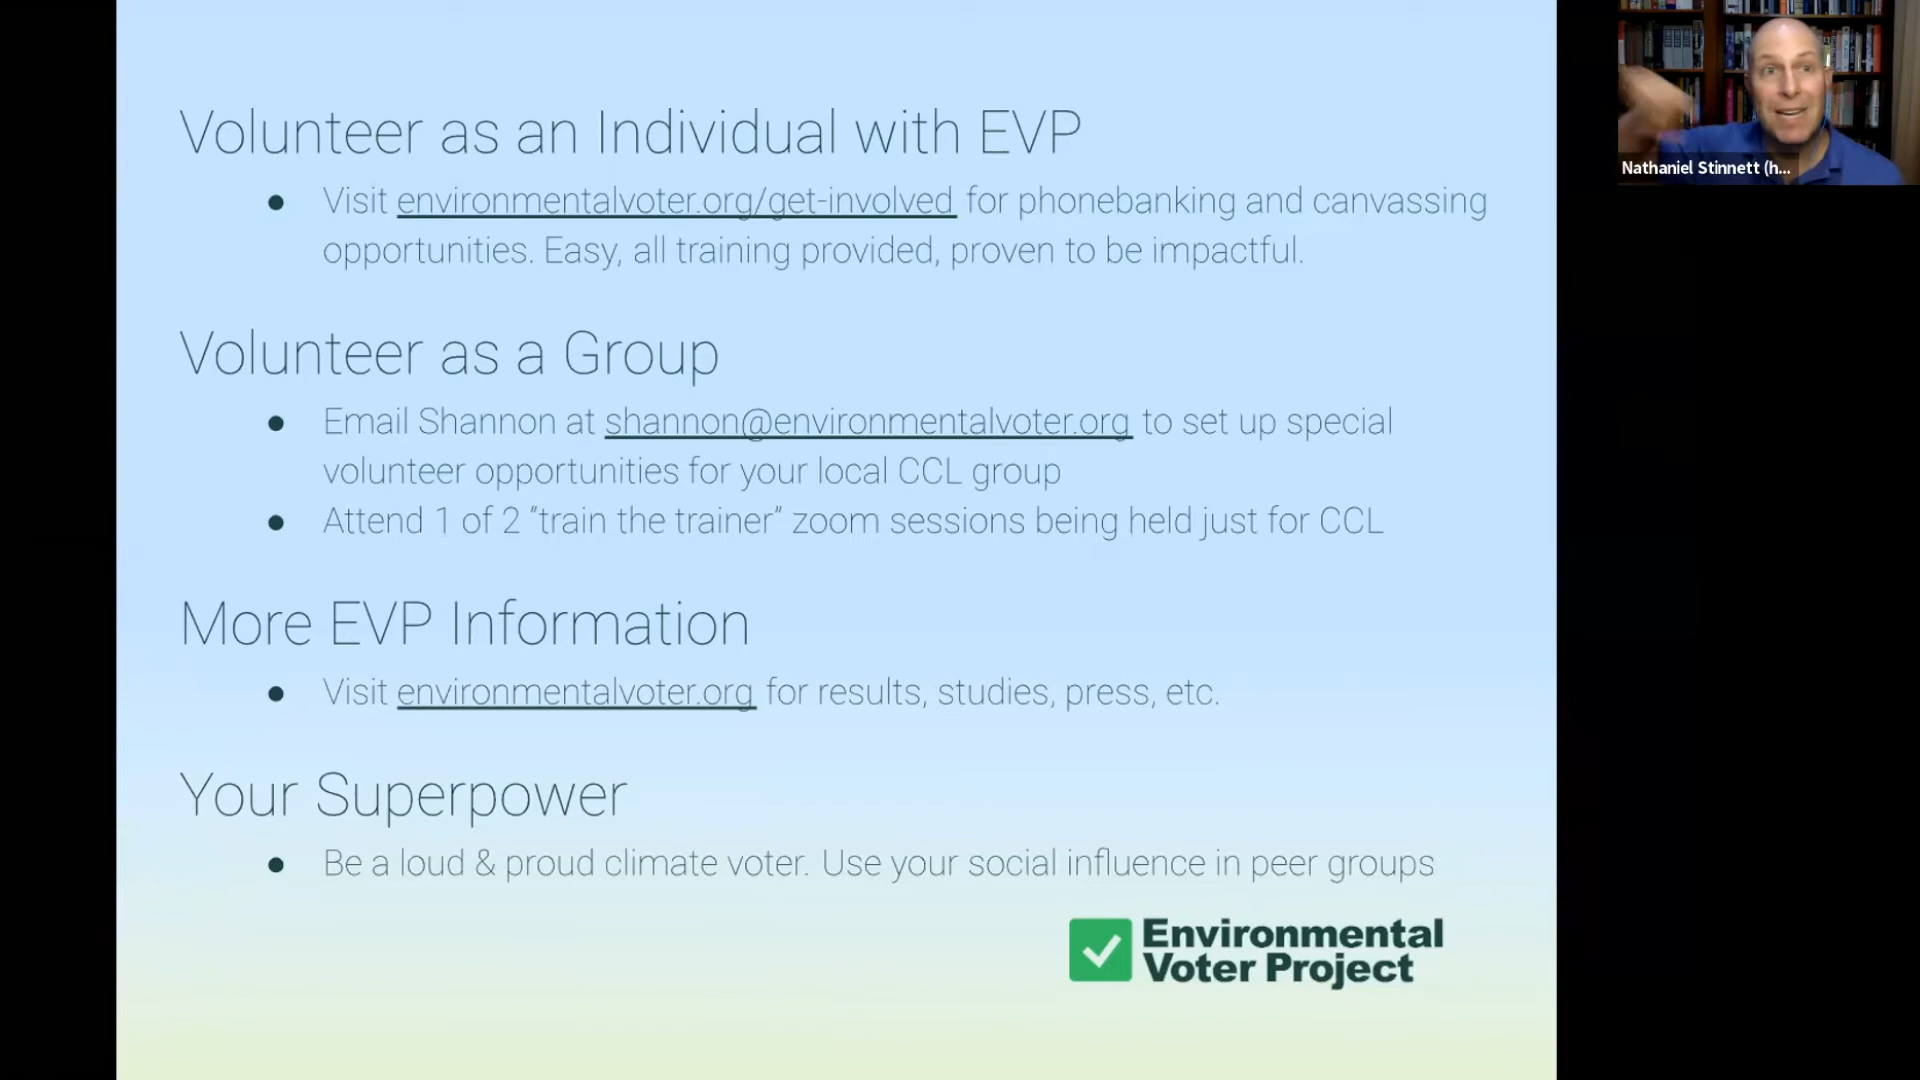 Volunteer as an Individual with EVP
● Visit environmentalvoter.org/get-involved for phonebanking and canvassing
opportunities. Easy, all training provided, proven to be impactful.
Volunteer as a Group
● Email Shannon at shannon@environmentalvoter.org to set up special
volunteer opportunities for your local CCL group
● Attend 1 of 2 “train the trainer” zoom sessions being held just for CCL
More EVP Information
● Visit environmentalvoter.org for results, studies, press, etc.
Your Superpower
● Be a loud & proud climate voter. Use your social influence in peer groups
Environmental
Voter Project
Nathaniel Stinnett (h...